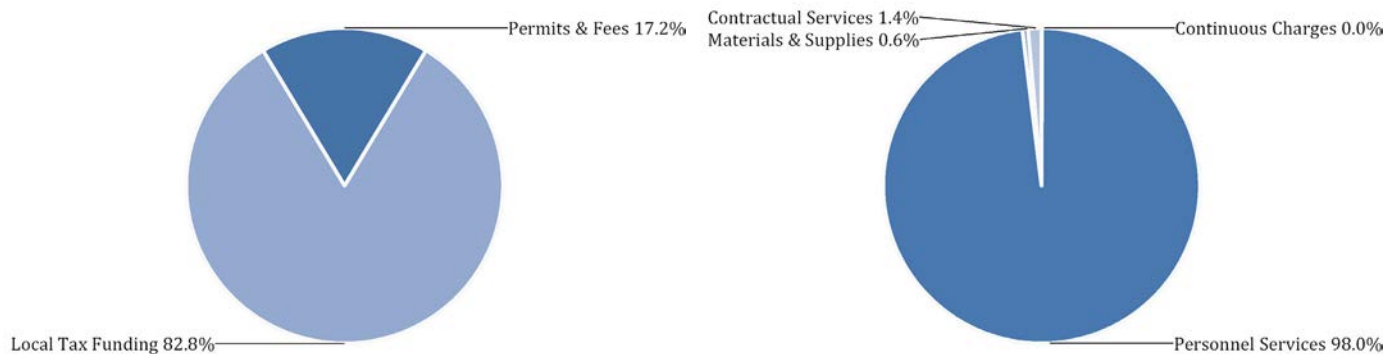 Permits & Fees 17.2%
Local Tax Funding 82.8%
Contractual Services 1.4%
Materials & Supplies 0.6%
Continuous Charges 0.0%
Personnel Services 98.0%